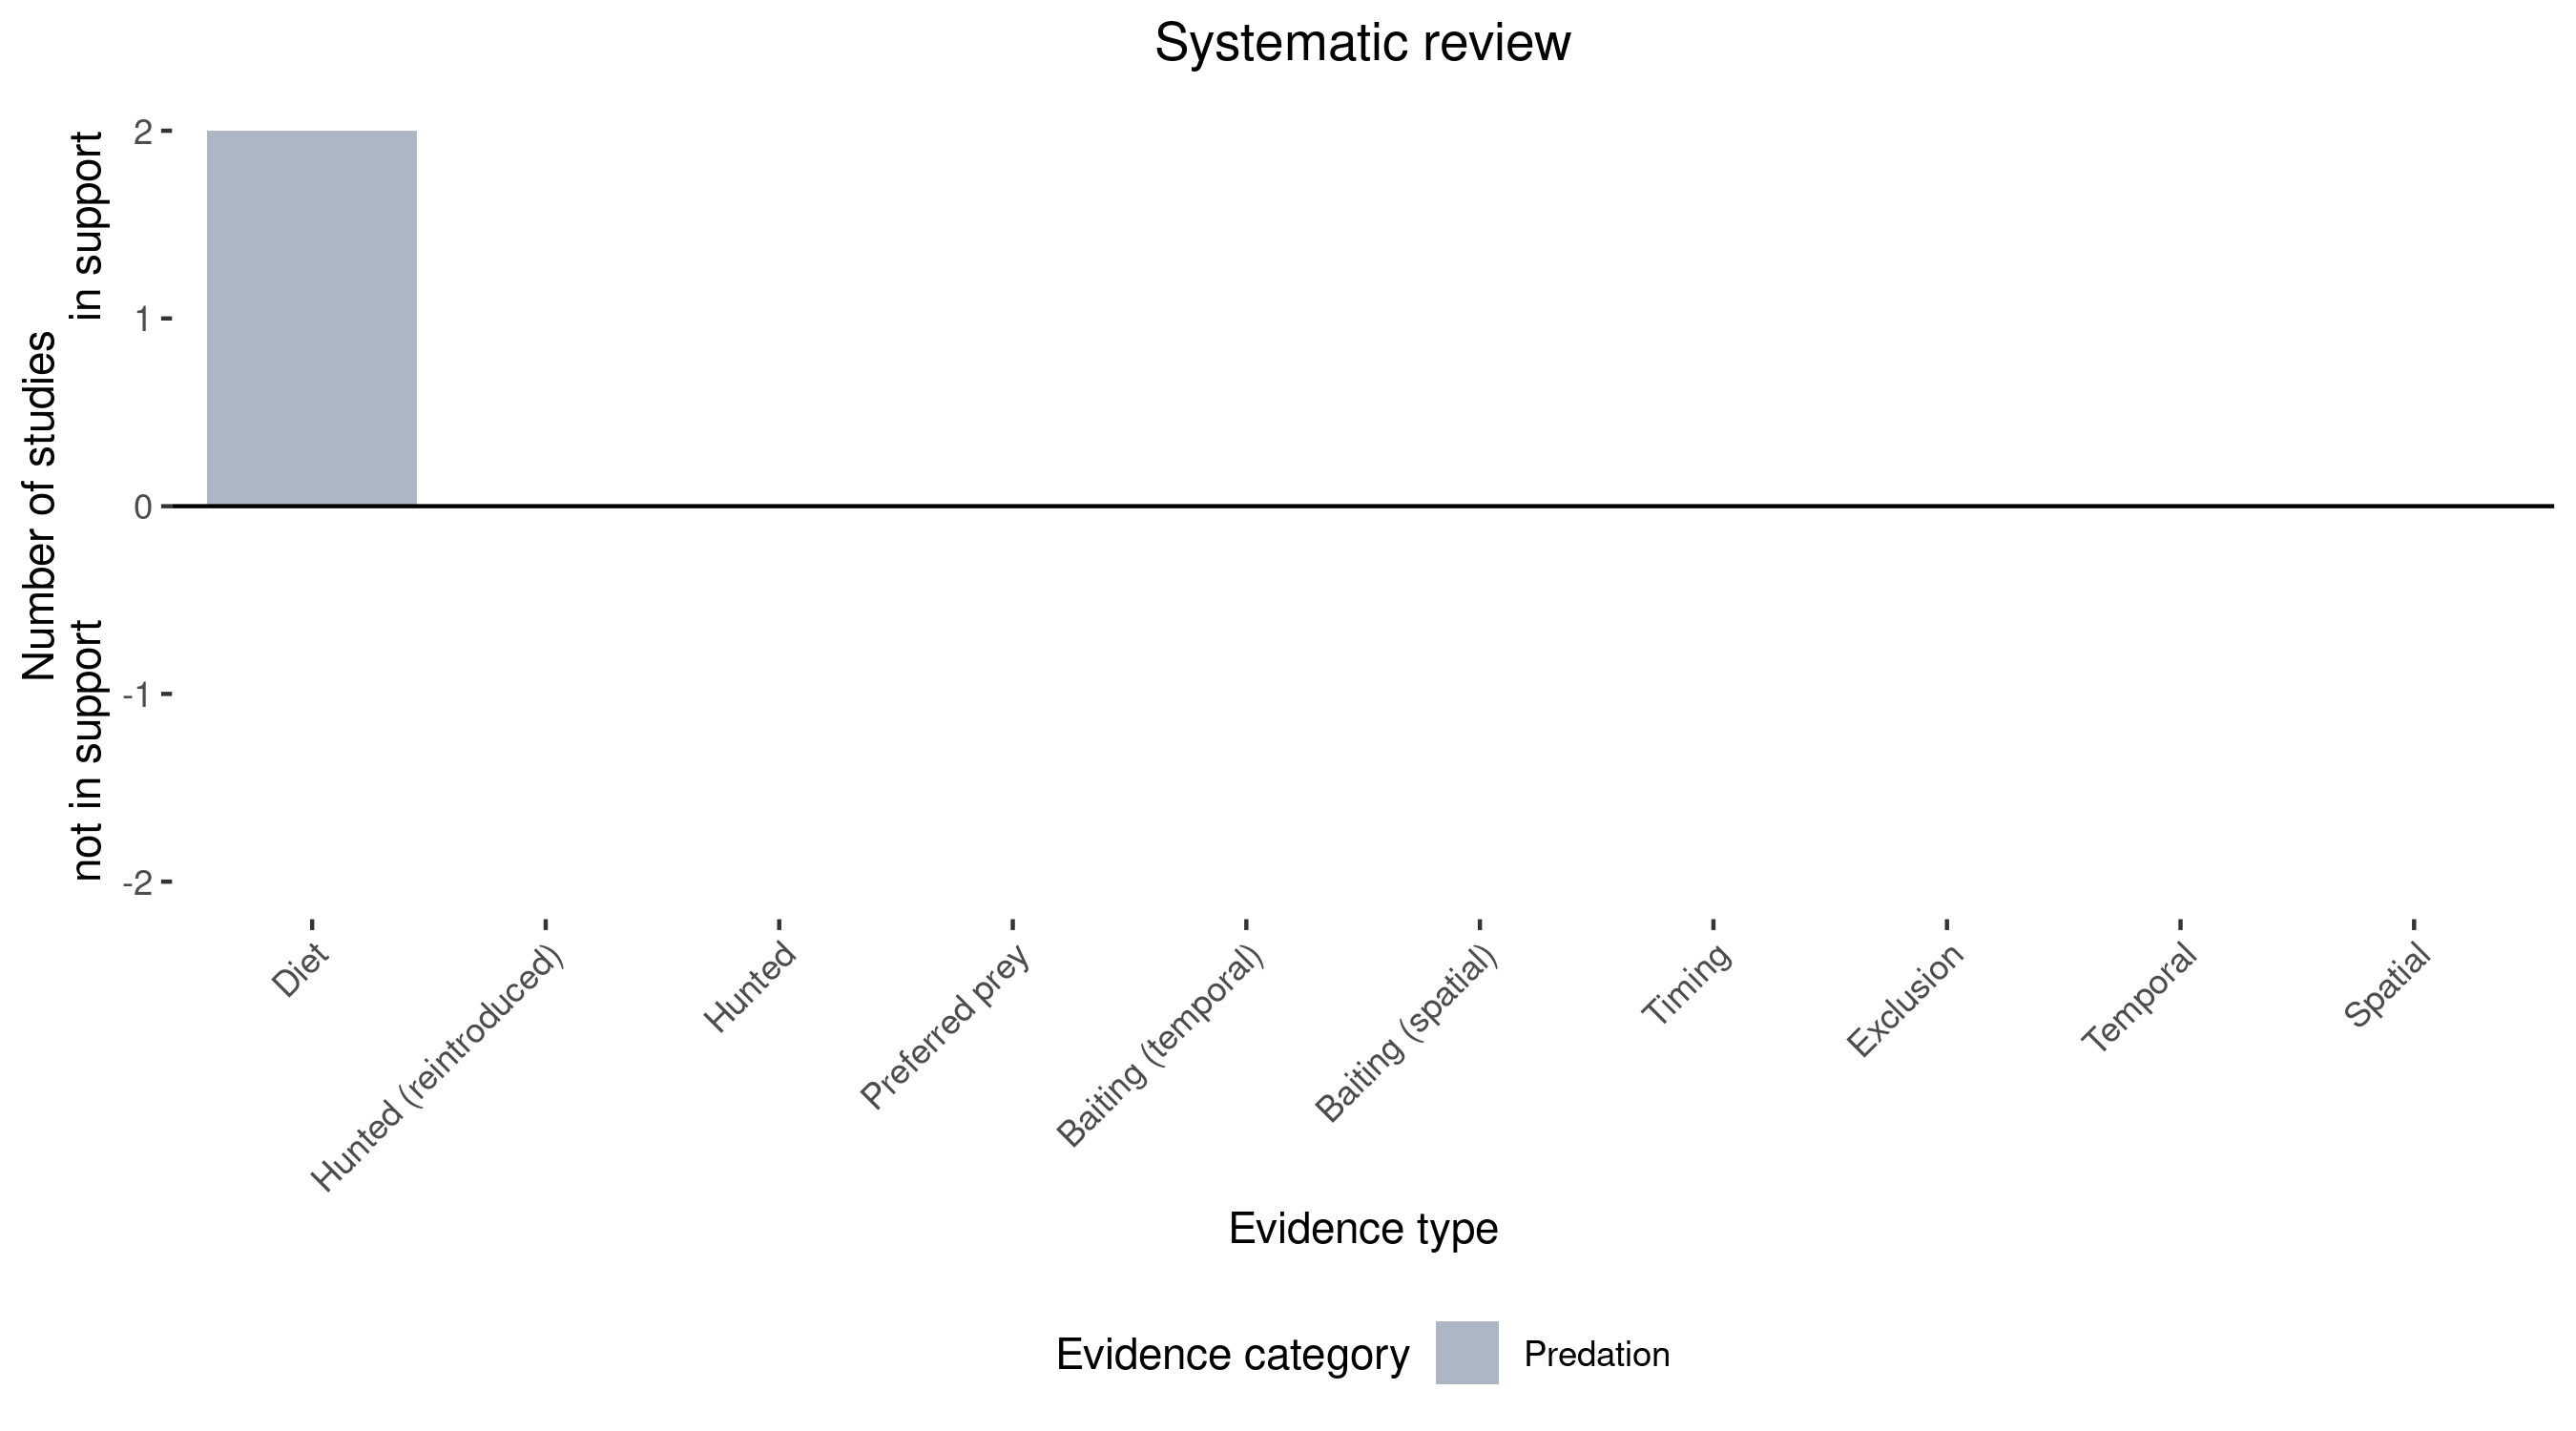 Systematic review
Number of studies
in support
not in support
2
1
0
-1
-2
Diet
Hunted (reintroduced)
Hunted
Preferred prey
Baiting (temporal)
Baiting (spatial)
Timing
Exclusion
Temporal
Spatial
Evidence type
Evidence category
Predation